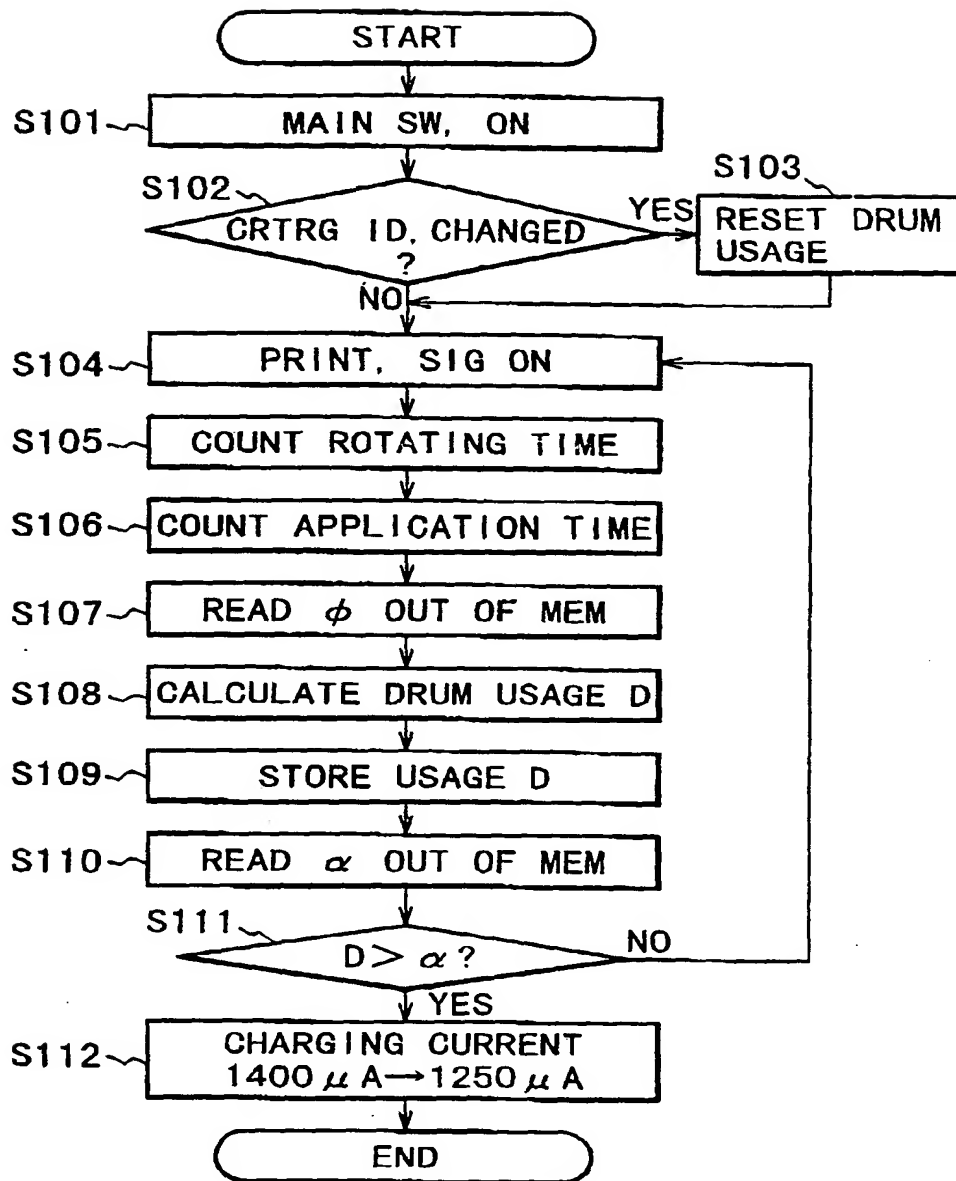 START
S101
MAIN SW, ON
S102
CRTRG ID, CHANGED
?
YES
S103
RESET DRUM
USAGE
NO
S104
PRINT, SIG ON
S105
COUNT ROTATING TIME
S106
COUNT APPLICATION TIME
S107
READ ϕ OUT OF MEM
S108
CALCULATE DRUM USAGE D
S109
STORE USAGE D
S110
READ α OUT OF MEM
S111
D > α ?
NO
YES
S112
CHARGING CURRENT
1400 μA→1250 μA
END